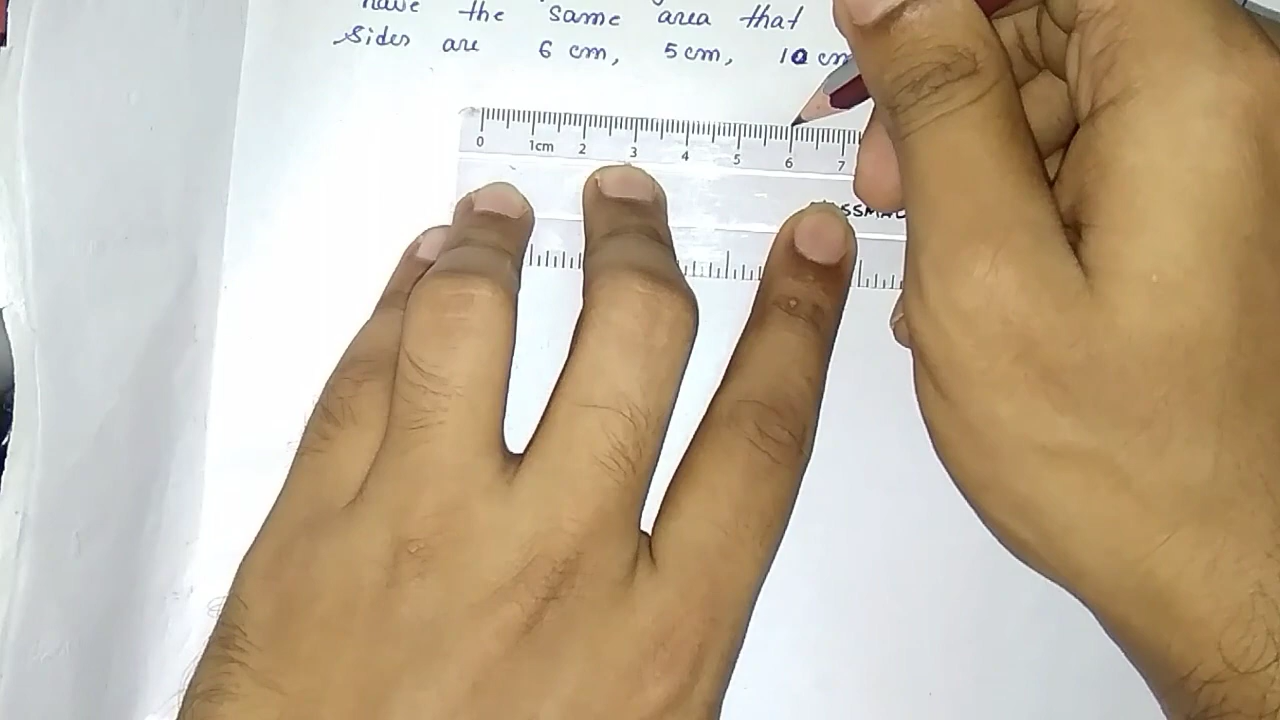 have the same area that
Sides are 6 cm, 5 cm, 10 cm
0 1cm 2 3 4 5 6 7